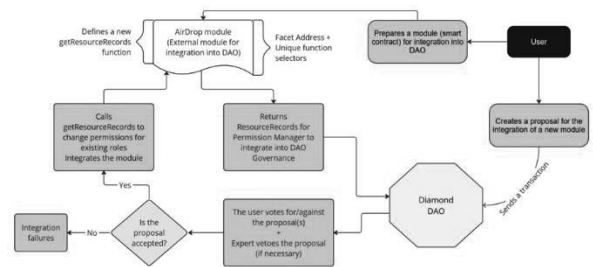 Defines a new
getResourceRecords
function
AirDrop module
(External module for
integration into DAO)
Facet Address +
Unique function
selectors
Prepares a module (smart
contract) for integration into
DAO
User
Calls
getResourceRecords to
change permissions for
existing roles
Integrates the module
Returns
ResourceRecords for
Permission Manager to
integrate into DAO
Governance
Creates a proposal for the
integration of a new module
Sends a transaction
Diamond
DAO
Yes
Is the
proposal
accepted?
No
Integration
failures
The user votes for/against
the proposal(s)
+
Expert vetoes the proposal
(if necessary)